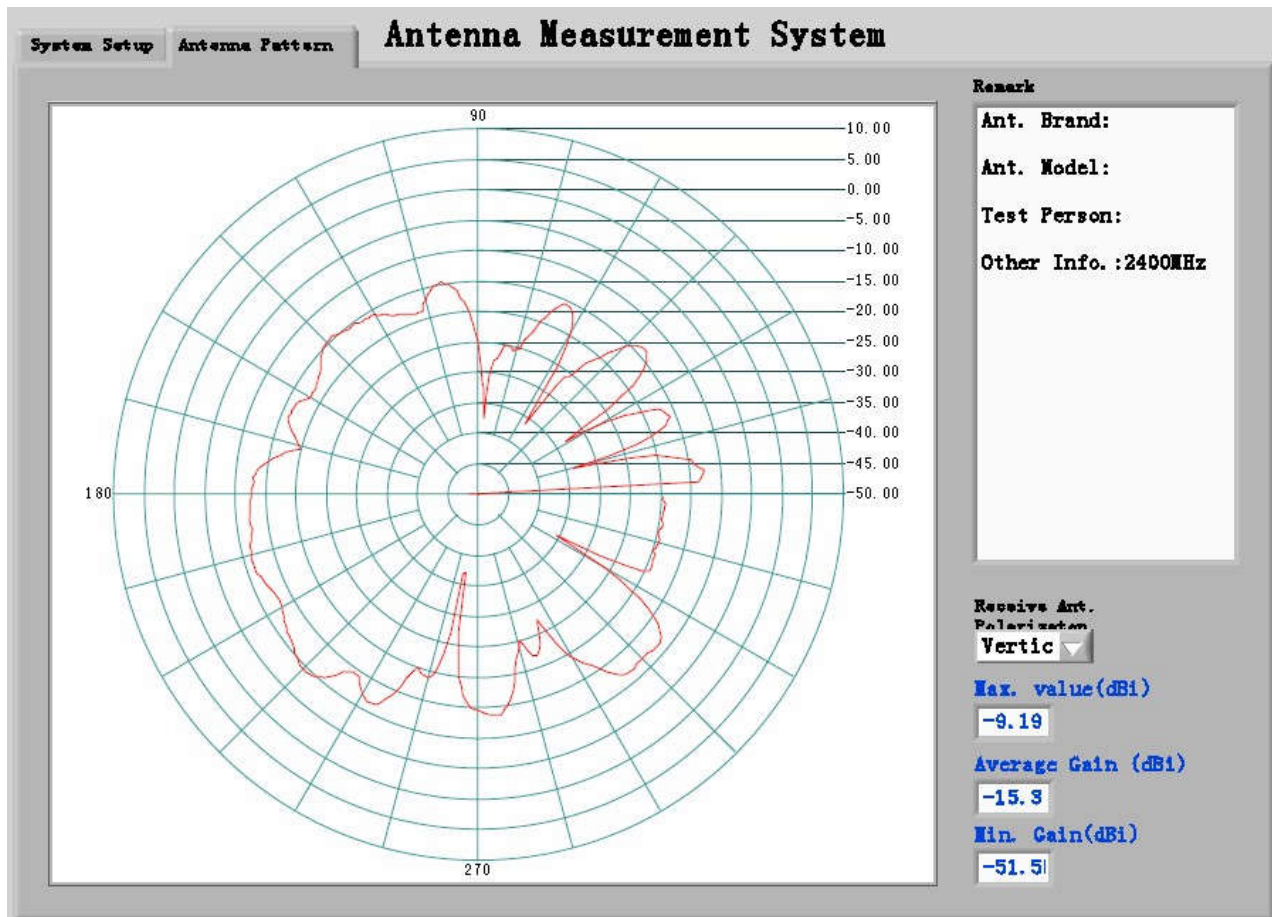 System Setup
Antenna Pattern
Antenna Measurement System
90
10.00
5.00
0.00
-5.00
-10.00
-15.00
-20.00
-25.00
-30.00
-35.00
-40.00
-45.00
-50.00
180
270
Remark
Ant. Brand:
Ant. Model:
Test Person:
Other Info.:2400MHz
Receive Ant.
Polarizaton
Vertic
Max. value(dBi)
-9.19
Average Gain (dBi)
-15.3
Min. Gain(dBi)
-51.5